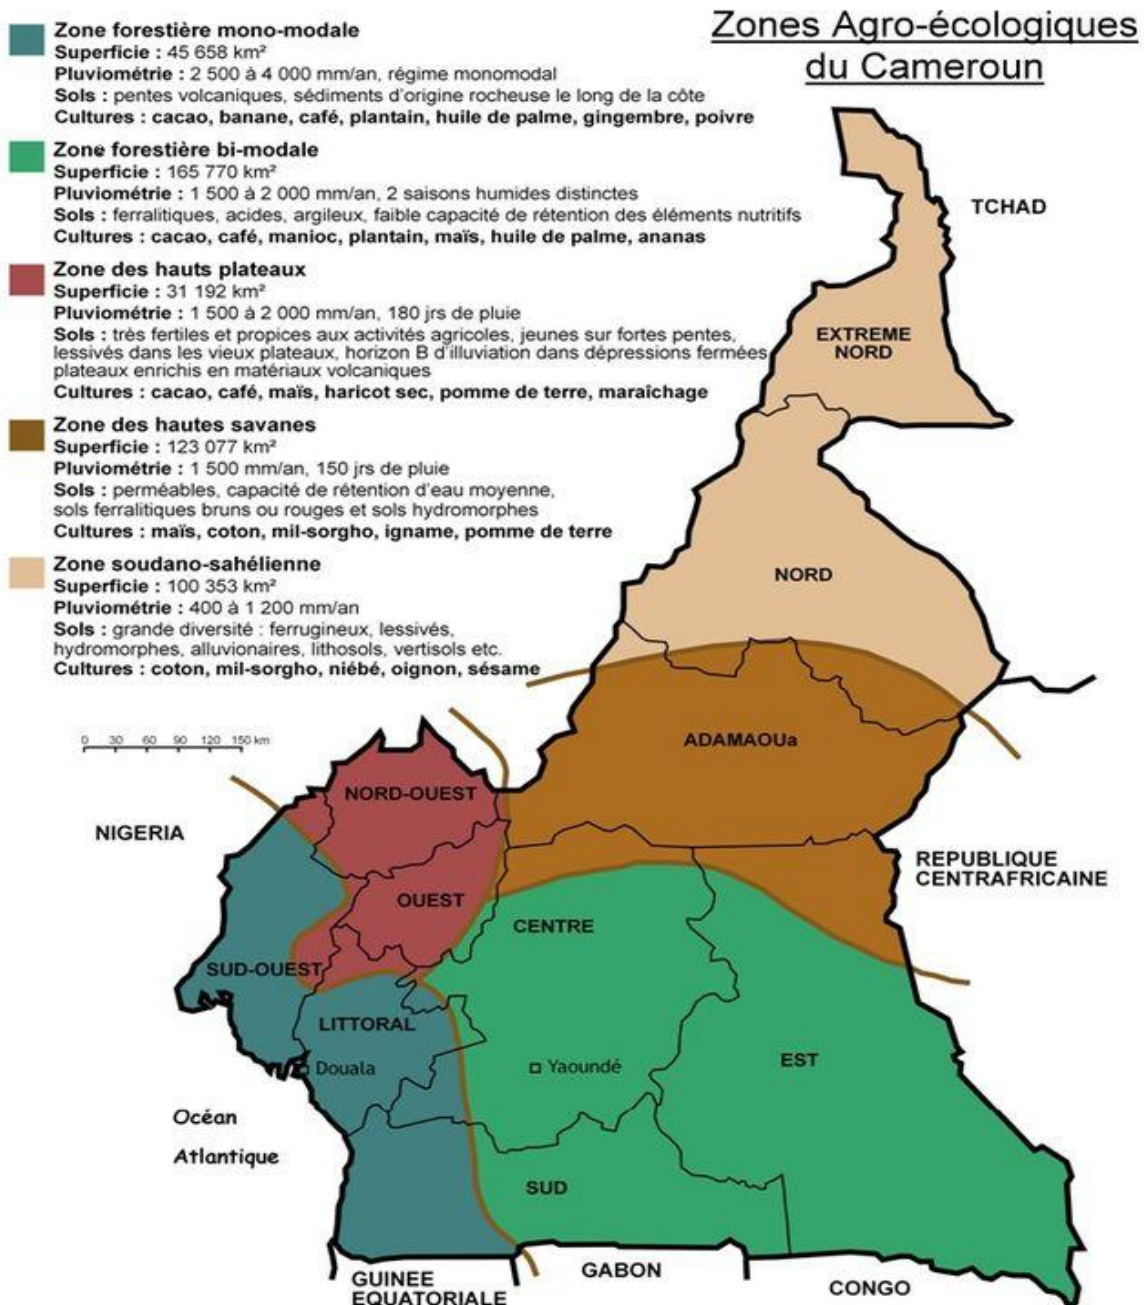 Zones Agro-écologiques
du Cameroun
Zone forestière mono-modale
Superficie : 45 658 km²
Pluviométrie : 2 500 à 4 000 mm/an, régime monomodal
Sols : pentes volcaniques, sédiments d'origine rocheuse le long de la côte
Cultures : cacao, banane, café, plantain, huile de palme, gingembre, poivre
Zone forestière bi-modale
Superficie : 165 770 km²
Pluviométrie : 1 500 à 2 000 mm/an, 2 saisons humides distinctes
Sols : ferralitiques, acides, argileux, faible capacité de rétention des éléments nutritifs
Cultures : cacao, café, manioc, plantain, maïs, huile de palme, ananas
Zone des hauts plateaux
Superficie : 31 192 km²
Pluviométrie : 1 500 à 2 000 mm/an, 180 jrs de pluie
Sols : très fertiles et propices aux activités agricoles, jeunes sur fortes pentes,
lessivés dans les vieux plateaux, horizon B d'illuviation dans dépressions fermées
plateaux enrichis en matériaux volcaniques
Cultures : cacao, café, maïs, haricot sec, pomme de terre, maraîchage
Zone des hautes savanes
Superficie : 123 077 km²
Pluviométrie : 1 500 mm/an, 150 jrs de pluie
Sols : perméables, capacité de rétention d'eau moyenne,
sols ferralitiques bruns ou rouges et sols hydromorphes
Cultures : maïs, coton, mil-sorgho, igname, pomme de terre
Zone soudano-sahélienne
Superficie : 100 353 km²
Pluviométrie : 400 à 1 200 mm/an
Sols : grande diversité : ferrugineux, lessivés,
hydromorphes, alluvionaires, lithosols, vertisols etc.
Cultures : coton, mil-sorgho, niébé, oignon, sésame
0 30 60 90 120 150 km
TCHAD
EXTREME
NORD
NORD
ADAMAOUa
NORD-OUEST
NIGERIA
REPUBLIQUE
CENTRAFRICAINE
OUEST
CENTRE
SUD-OUEST
LITTORAL
EST
Douala
Yaoundé
Océan
Atlantique
SUD
GUINEE
EQUATORIALE
GABON
CONGO